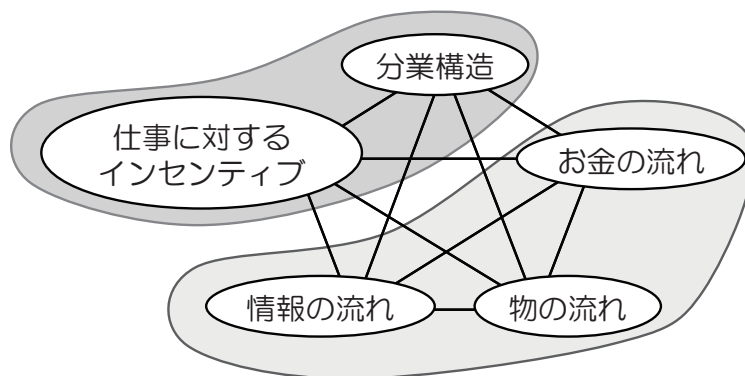 分業構造
仕事に対する
インセンティブ
お金の流れ
情報の流れ
物の流れ